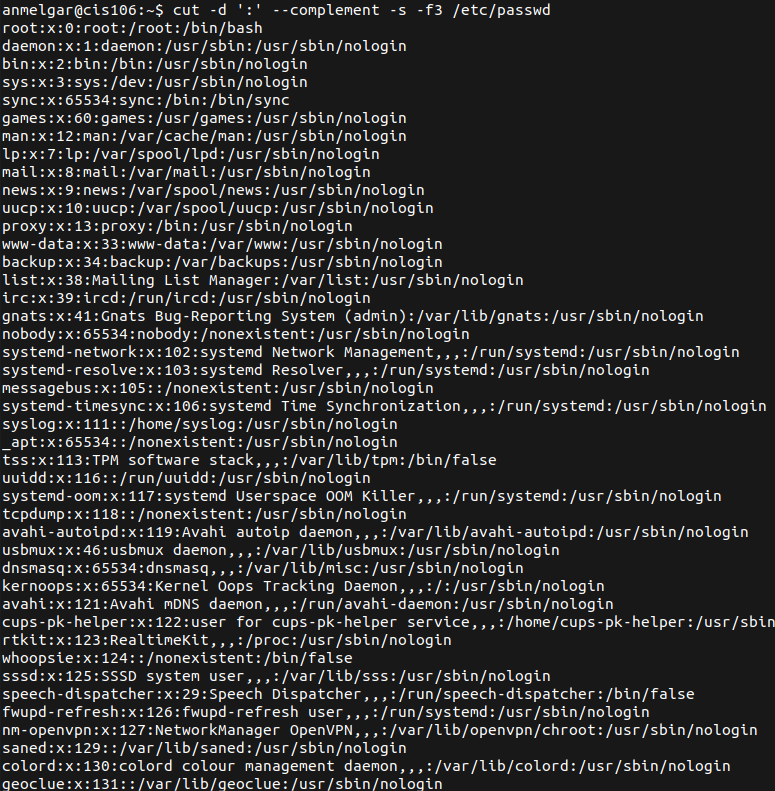 anmelgar@cis106:~$ cut -d ':' --complement -s -f3 /etc/passwd
root:x:0:root:/root:/bin/bash
daemon:x:1:daemon:/usr/sbin:/usr/sbin/nologin
bin:x:2:bin:/bin:/usr/sbin/nologin
sys:x:3:sys:/dev:/usr/sbin/nologin
sync:x:65534:sync:/bin:/bin/sync
games:x:60:games:/usr/games:/usr/sbin/nologin
man:x:12:man:/var/cache/man:/usr/sbin/nologin
lp:x:7:lp:/var/spool/lpd:/usr/sbin/nologin
mail:x:8:mail:/var/mail:/usr/sbin/nologin
news:x:9:news:/var/spool/news:/usr/sbin/nologin
uucp:x:10:uucp:/var/spool/uucp:/usr/sbin/nologin
proxy:x:13:proxy:/bin:/usr/sbin/nologin
www-data:x:33:www-data:/var/www:/usr/sbin/nologin
backup:x:34:backup:/var/backups:/usr/sbin/nologin
list:x:38:Mailing List Manager:/var/list:/usr/sbin/nologin
irc:x:39:ircd:/run/ircd:/usr/sbin/nologin
gnats:x:41:Gnats Bug-Reporting System (admin):/var/lib/gnats:/usr/sbin/nologin
nobody:x:65534:nobody:/nonexistent:/usr/sbin/nologin
systemd-network:x:102:systemd Network Management,,,:/run/systemd:/usr/sbin/nologin
systemd-resolve:x:103:systemd Resolver,,,:/run/systemd:/usr/sbin/nologin
messagebus:x:105::/nonexistent:/usr/sbin/nologin
systemd-timesync:x:106:systemd Time Synchronization,,,:/run/systemd:/usr/sbin/nologin
syslog:x:111::/home/syslog:/usr/sbin/nologin
_apt:x:65534::/nonexistent:/usr/sbin/nologin
tss:x:113:TPM software stack,,,:/var/lib/tpm:/bin/false
uuidd:x:116::/run/uuidd:/usr/sbin/nologin
systemd-oom:x:117:systemd Userspace OOM Killer,,,:/run/systemd:/usr/sbin/nologin
tcpdump:x:118::/nonexistent:/usr/sbin/nologin
avahi-autoipd:x:119:Avahi autoip daemon,,,:/var/lib/avahi-autoipd:/usr/sbin/nologin
usbmux:x:46:usbmux daemon,,,:/var/lib/usbmux:/usr/sbin/nologin
dnsmasq:x:65534:dnsmasq,,,:/var/lib/misc:/usr/sbin/nologin
kernoops:x:65534:Kernel Oops Tracking Daemon,,,:/:/usr/sbin/nologin
avahi:x:121:Avahi mDNS daemon,,,:/run/avahi-daemon:/usr/sbin/nologin
cups-pk-helper:x:122:user for cups-pk-helper service,,,:/home/cups-pk-helper:/usr/sbin
rtkit:x:123:RealtimeKit,,,:/proc:/usr/sbin/nologin
whoopsie:x:124::/nonexistent:/bin/false
sssd:x:125:SSSD system user,,,:/var/lib/sss:/usr/sbin/nologin
speech-dispatcher:x:29:Speech Dispatcher,,,:/run/speech-dispatcher:/bin/false
fwupd-refresh:x:126:fwupd-refresh user,,,:/run/systemd:/usr/sbin/nologin
nm-openvpn:x:127:NetworkManager OpenVPN,,,:/var/lib/openvpn/chroot:/usr/sbin/nologin
saned:x:129::/var/lib/saned:/usr/sbin/nologin
colord:x:130:colord colour management daemon,,,:/var/lib/colord:/usr/sbin/nologin
geoclue:x:131::/var/lib/geoclue:/usr/sbin/nologin